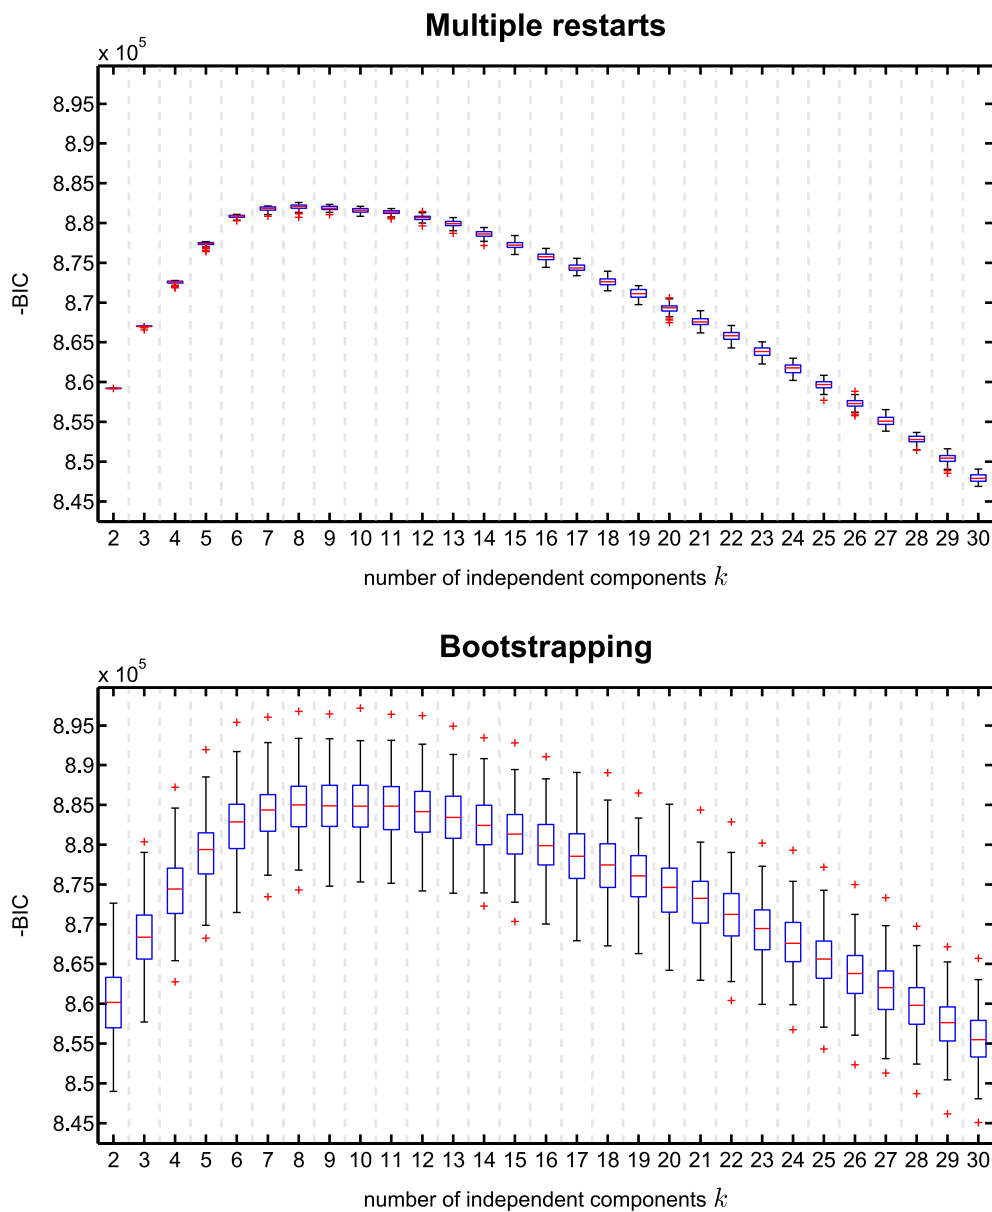 Multiple restarts
x 10^5
8.95
8.9
8.85
8.8
8.75
8.7
8.65
8.6
8.55
8.5
8.45
-BIC
2 3 4 5 6 7 8 9 10 11 12 13 14 15 16 17 18 19 20 21 22 23 24 25 26 27 28 29 30
number of independent components k
Bootstrapping
x 10^5
8.95
8.9
8.85
8.8
8.75
8.7
8.65
8.6
8.55
8.5
8.45
-BIC
2 3 4 5 6 7 8 9 10 11 12 13 14 15 16 17 18 19 20 21 22 23 24 25 26 27 28 29 30
number of independent components k